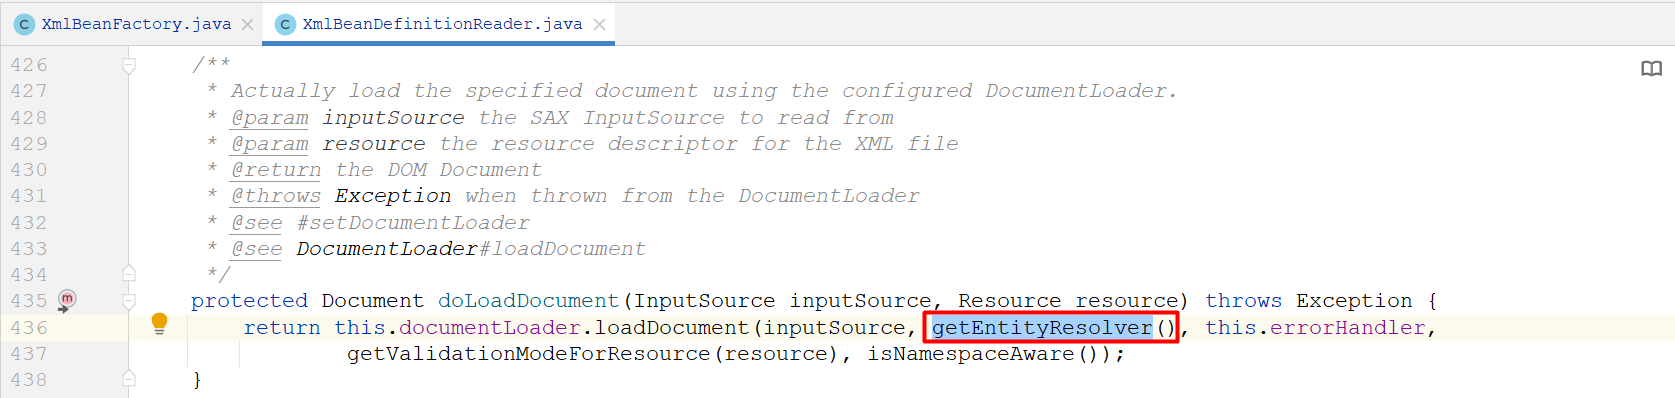 XmlBeanFactory.java XmlBeanDefinitionReader.java
426 /**
427 * Actually load the specified document using the configured DocumentLoader.
428 * @param inputSource the SAX InputSource to read from
429 * @param resource the resource descriptor for the XML file
430 * @return the DOM Document
431 * @throws Exception when thrown from the DocumentLoader
432 * @see #setDocumentLoader
433 * @see DocumentLoader#loadDocument
434 */
435 protected Document doLoadDocument(InputSource inputSource, Resource resource) throws Exception {
436 return this.documentLoader.loadDocument(inputSource, getEntityResolver(), this.errorHandler,
437 getValidationModeForResource(resource), isNamespaceAware());
438 }